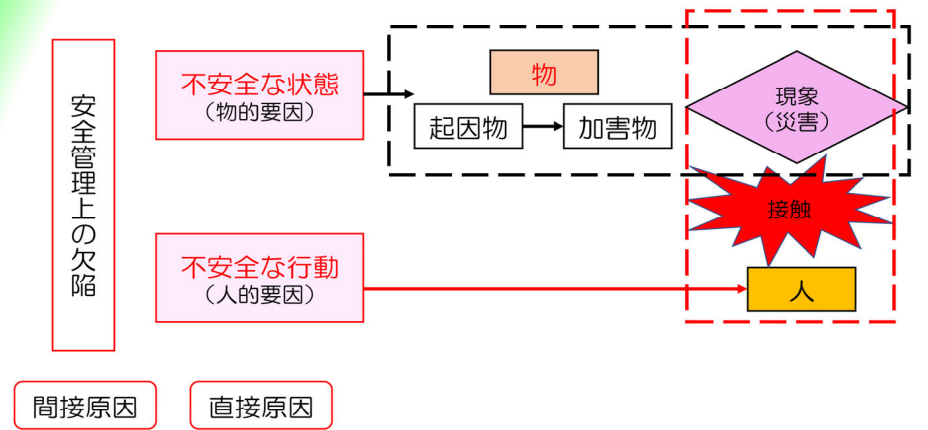 安全管理上の欠陥
不安全な状態
（物的要因）
物
起因物
加害物
現象
（災害）
接触
不安全な行動
（人的要因）
人
間接原因
直接原因